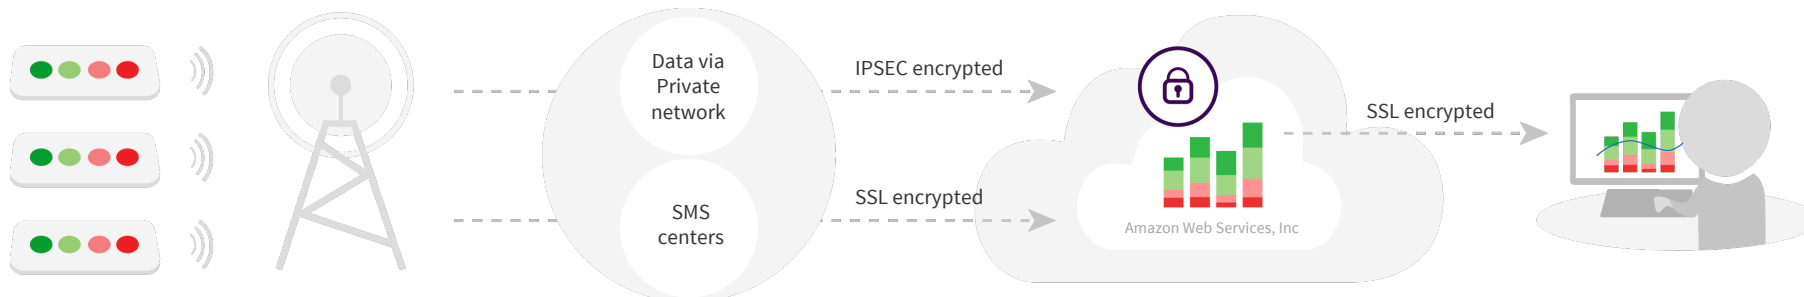 Data via
Private
network
IPSEC encrypted
SMS
centers
SSL encrypted
Amazon Web Services, Inc
SSL encrypted